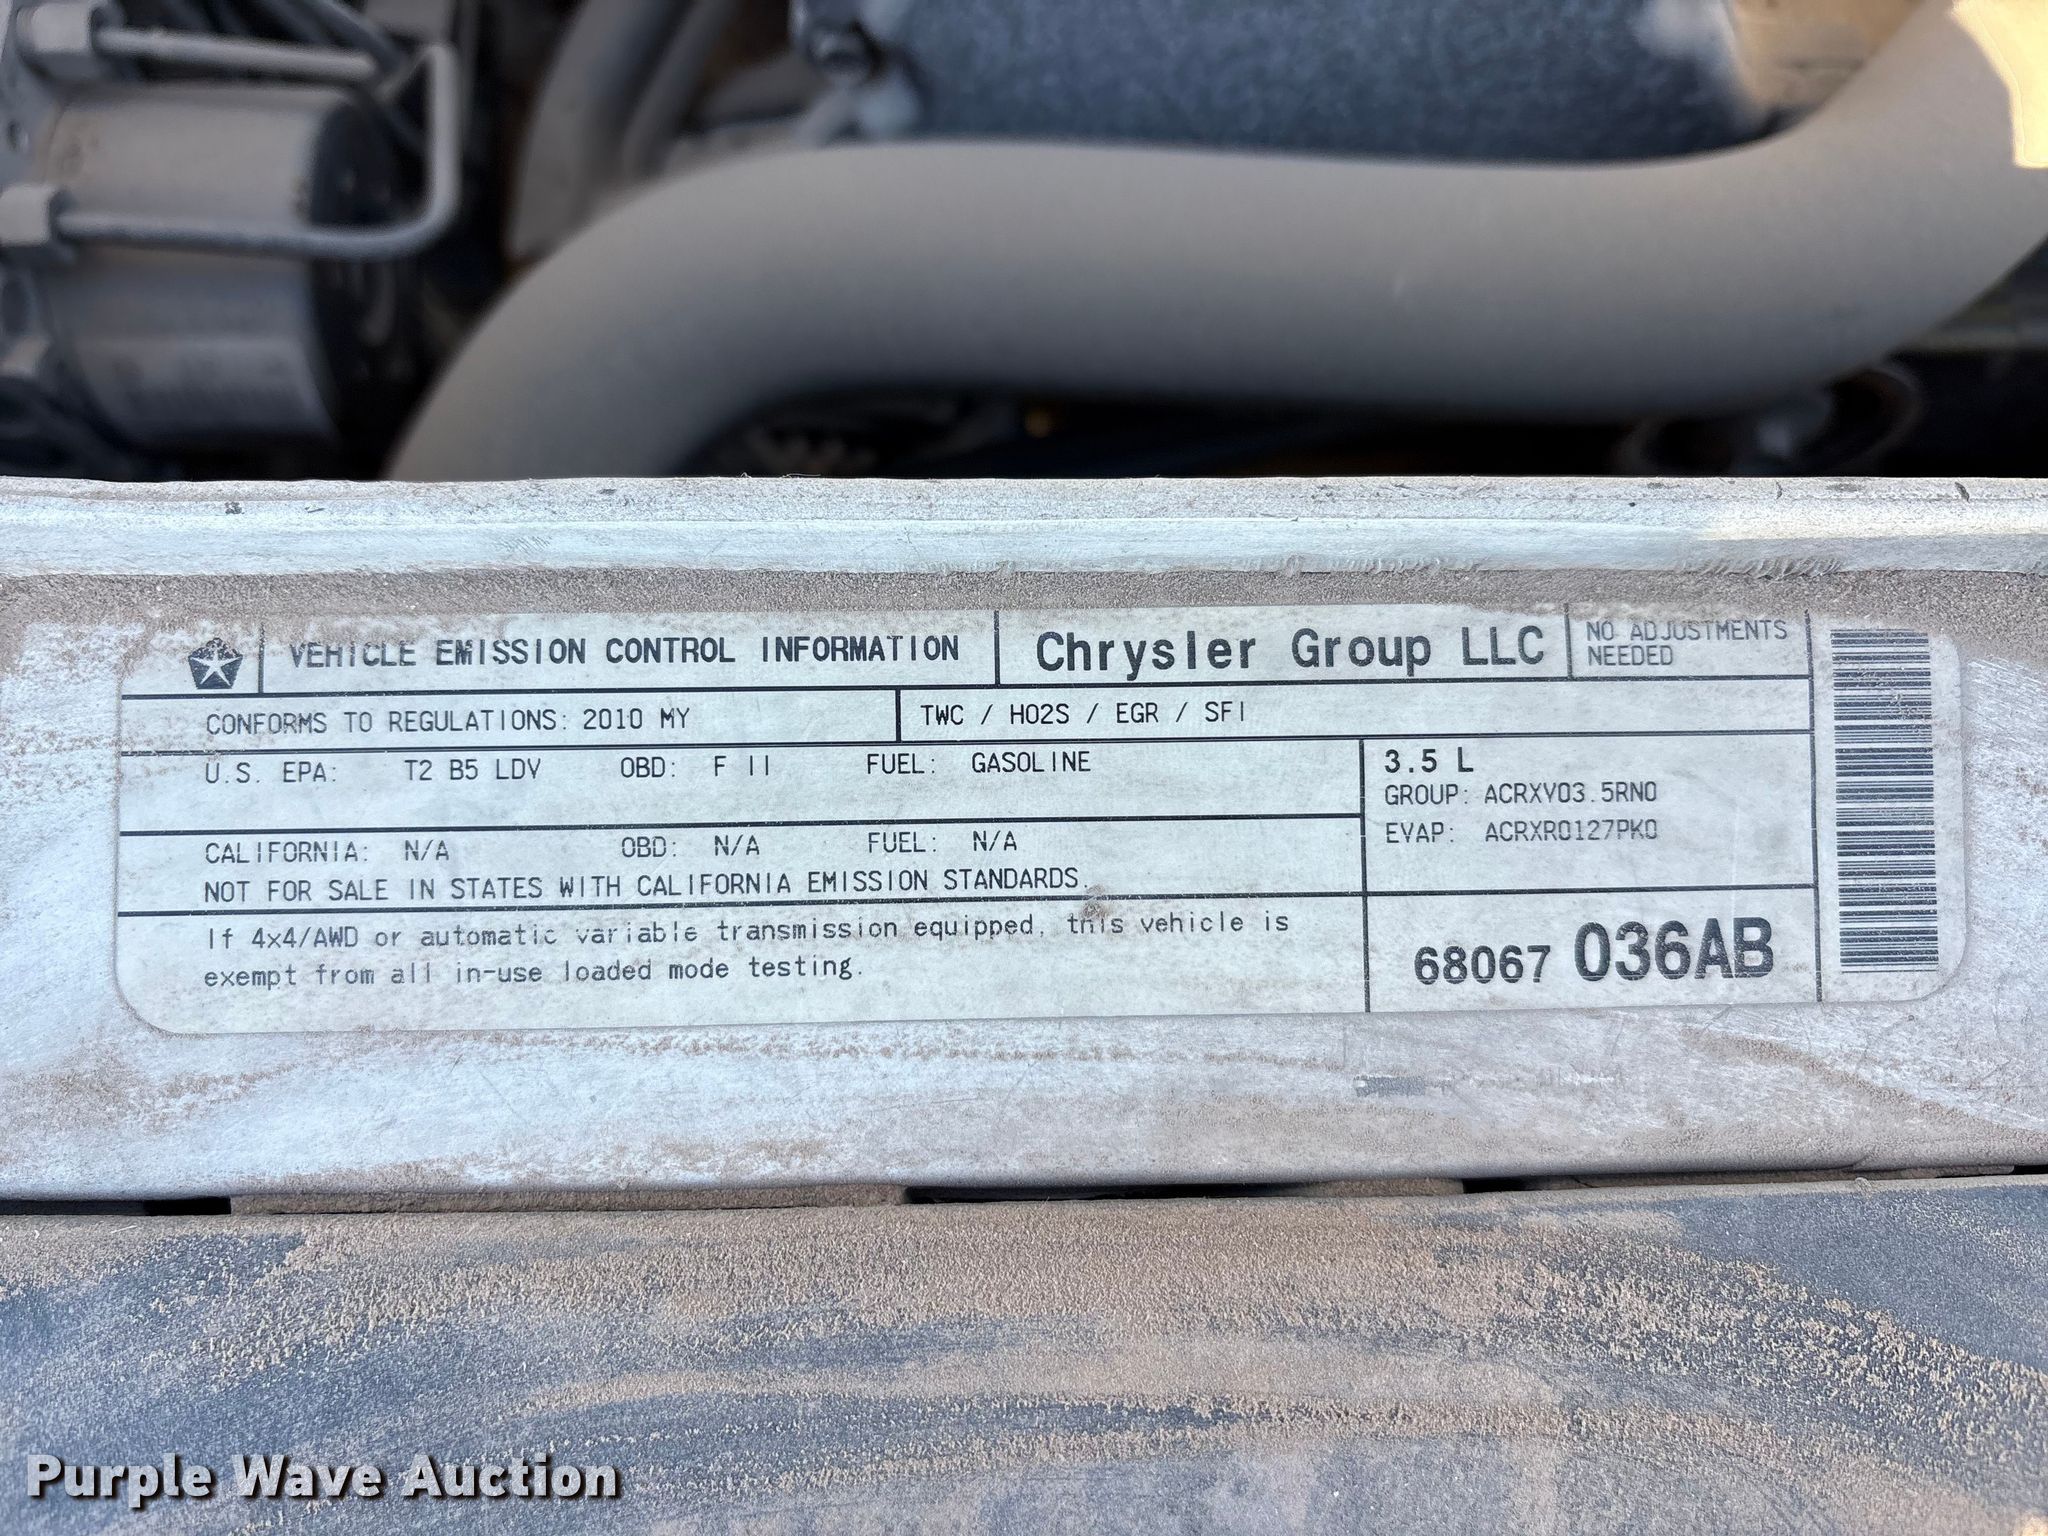 VEHICLE EMISSION CONTROL INFORMATION
Chrysler Group LLC
NO ADJUSTMENTS
NEEDED
CONFORMS TO REGULATIONS: 2010 MY
TWC / HO2S / EGR / SFI
U.S. EPA: T2 B5 LDV OBD: F II FUEL: GASOLINE
3.5 L
GROUP: ACRXV03.5RN0
EVAP: ACRXR0127PK0
CALIFORNIA: N/A OBD: N/A FUEL: N/A
NOT FOR SALE IN STATES WITH CALIFORNIA EMISSION STANDARDS.
If 4x4/AWD or automatic variable transmission equipped, this vehicle is
exempt from all in-use loaded mode testing.
68067 036AB
Purple Wave Auction